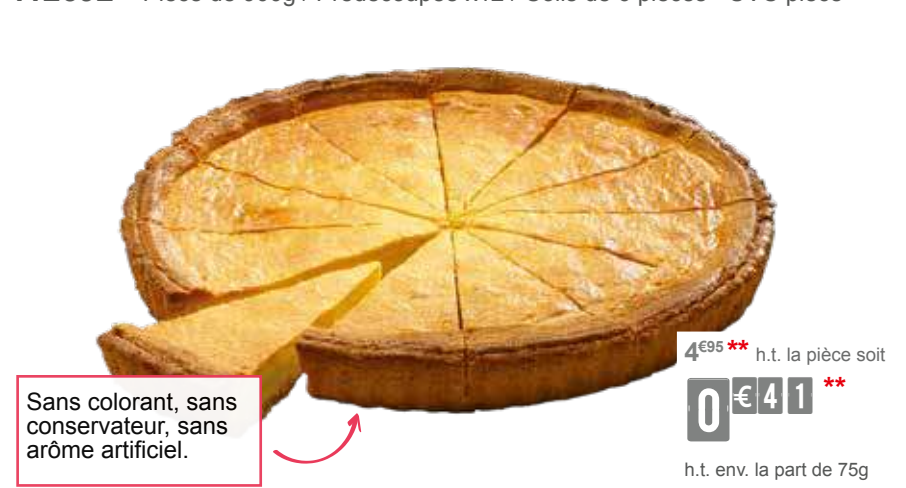 Sans colorant, sans
conservateur, sans
arôme artificiel.
4€95 ** h.t. la pièce soit
0€41 **
h.t. env. la part de 75g